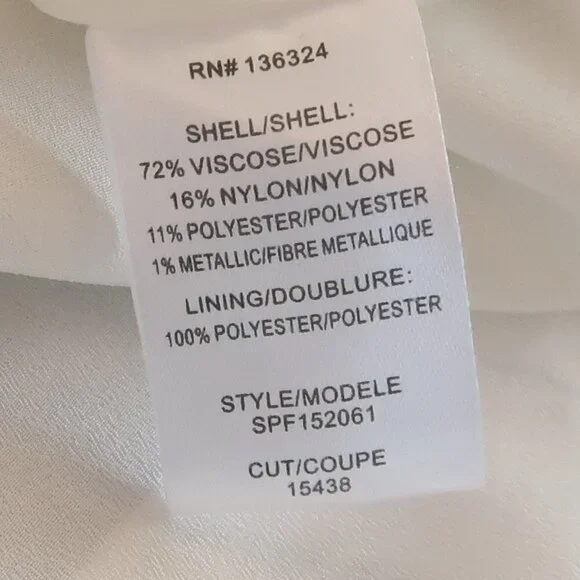 RN# 136324
SHELL/SHELL:
72% VISCOSE/VISCOSE
16% NYLON/NYLON
11% POLYESTER/POLYESTER
1% METALLIC/FIBRE METALLIQUE
LINING/DOUBLURE:
100% POLYESTER/POLYESTER
STYLE/MODELE
SPF152061
CUT/COUPE
15438